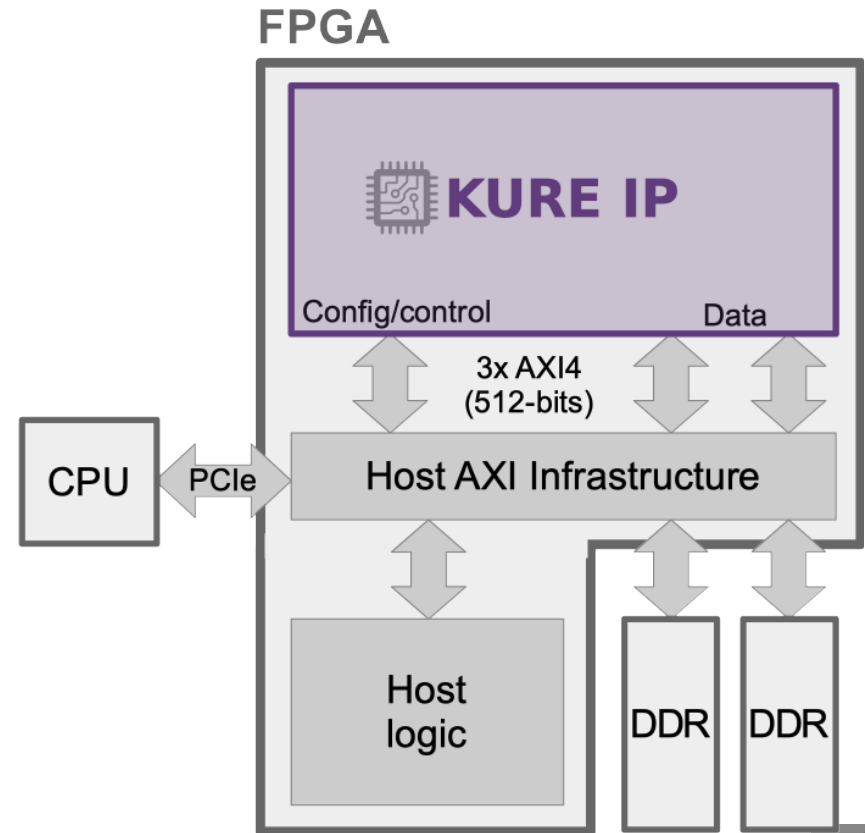 FPGA
KURE IP
Config/control
Data
3x AXI4
(512-bits)
CPU
PCIe
Host AXI Infrastructure
Host
logic
DDR
DDR